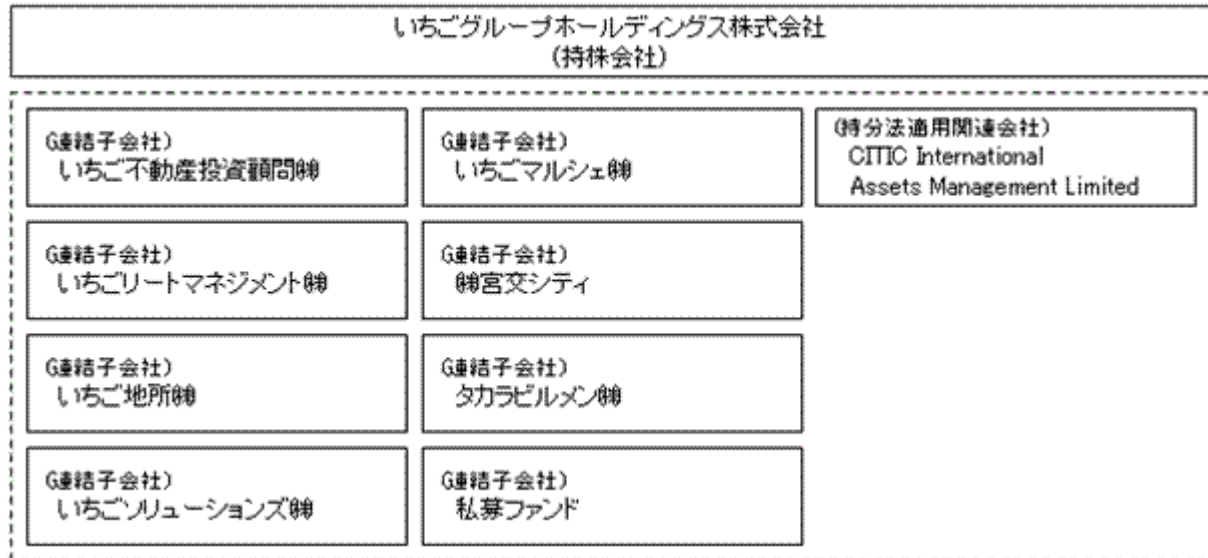 いちごグループホールディングス株式会社
(持株会社)
(連結子会社)
いちご不動産投資顧問㈱
(連結子会社)
いちごマルシェ㈱
(持分法適用関連会社)
CITIC International
Assets Management Limited
(連結子会社)
いちごリートマネジメント㈱
(連結子会社)
㈱宮交シティ
(連結子会社)
いちご地所㈱
(連結子会社)
タカラビルメン㈱
(連結子会社)
いちごソリューションズ㈱
(連結子会社)
私募ファンド